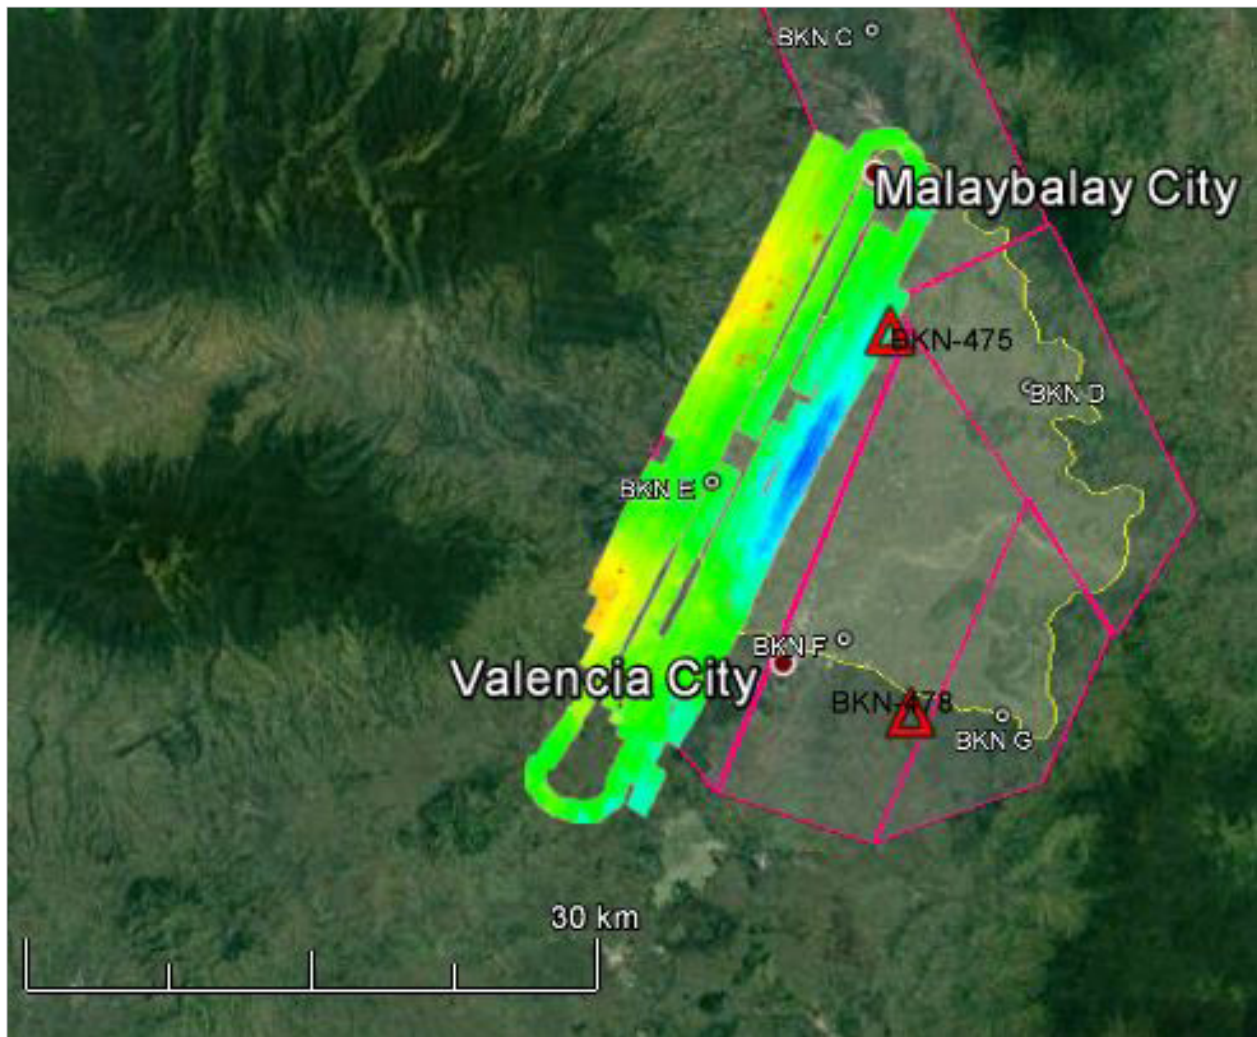 BKN C
Malaybalay City
BKN-475
BKN D
BKN E
BKN F
Valencia City
BKN-478
BKN G
30 km